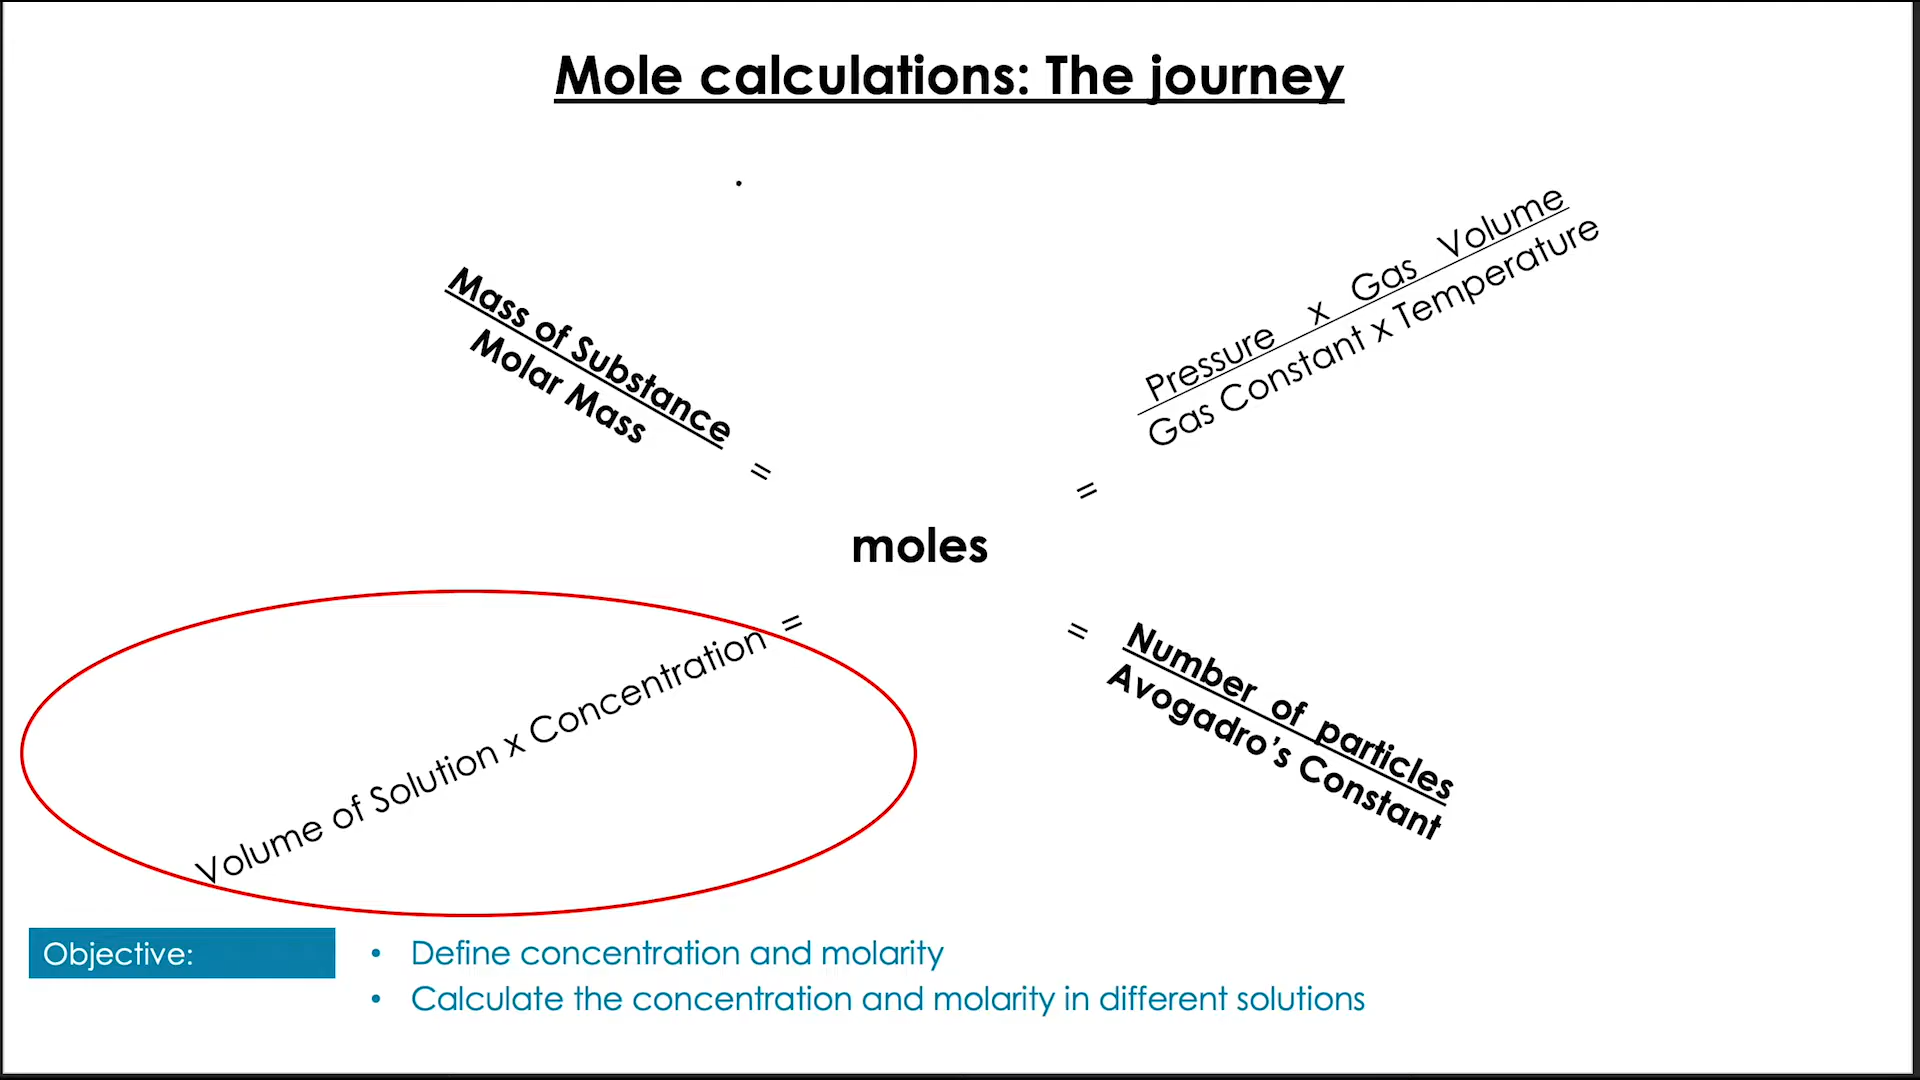 Mole calculations: The journey
Mass of Substance
Molar Mass
=
Pressure x Gas Volume
Gas Constant x Temperature
=
moles
Volume of Solution x Concentration =
= Number of particles
Avogadro’s Constant
Objective:
• Define concentration and molarity
• Calculate the concentration and molarity in different solutions